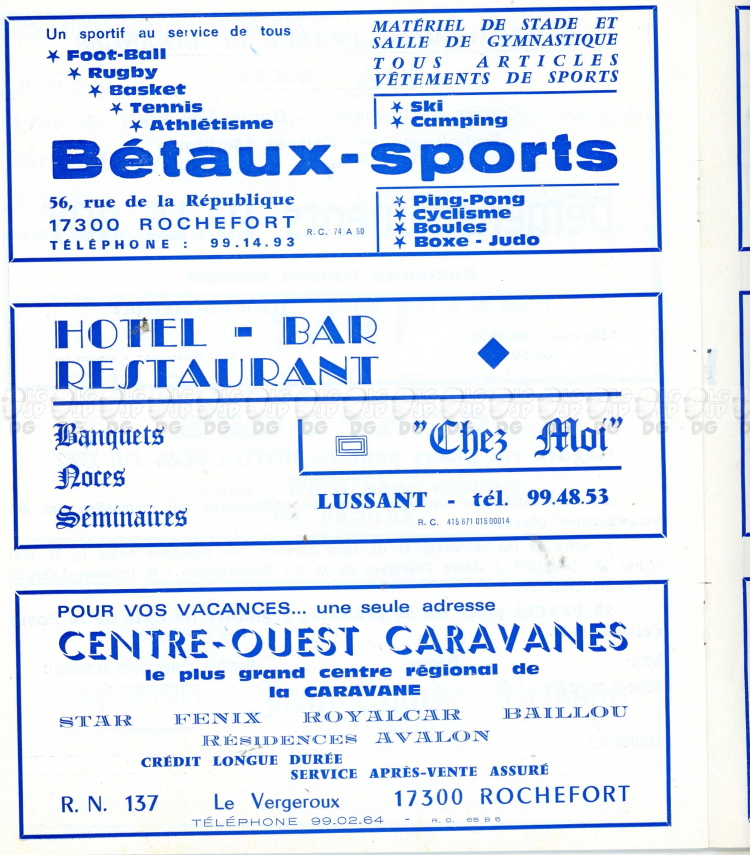 Un sportif au service de tous
★ Foot-Ball
★ Rugby
★ Basket
★ Tennis
★ Athlétisme
MATÉRIEL DE STADE ET
SALLE DE GYMNASTIQUE
TOUS ARTICLES
VÊTEMENTS DE SPORTS
★ Ski
★ Camping
Bétaux-sports
56, rue de la République
17300 ROCHEFORT
TÉLÉPHONE : 99.14.93
R.C. 74 A 50
★ Ping-Pong
★ Cyclisme
★ Boules
★ Boxe - Judo
HOTEL - BAR
RESTAURANT
Banquets
Noces
Séminaires
"Chez Moi"
LUSSANT - tél. 99.48.53
R. C. 415 671 015 00014
POUR VOS VACANCES... une seule adresse
CENTRE-OUEST CARAVANES
le plus grand centre régional de
la CARAVANE
STAR FENIX ROYALCAR BAILLOU
RÉSIDENCES AVALON
CRÉDIT LONGUE DURÉE
SERVICE APRÈS-VENTE ASSURÉ
R. N. 137 Le Vergeroux 17300 ROCHEFORT
TÉLÉPHONE 99.02.64 - R. C. 68 B 5